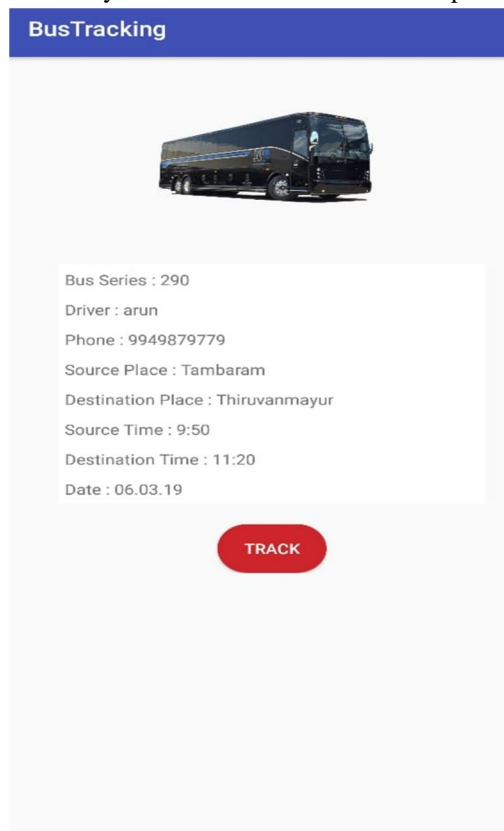 BusTracking
Bus Series : 290
Driver : arun
Phone : 9949879779
Source Place : Tambaram
Destination Place : Thiruvanmayur
Source Time : 9:50
Destination Time : 11:20
Date : 06.03.19
TRACK